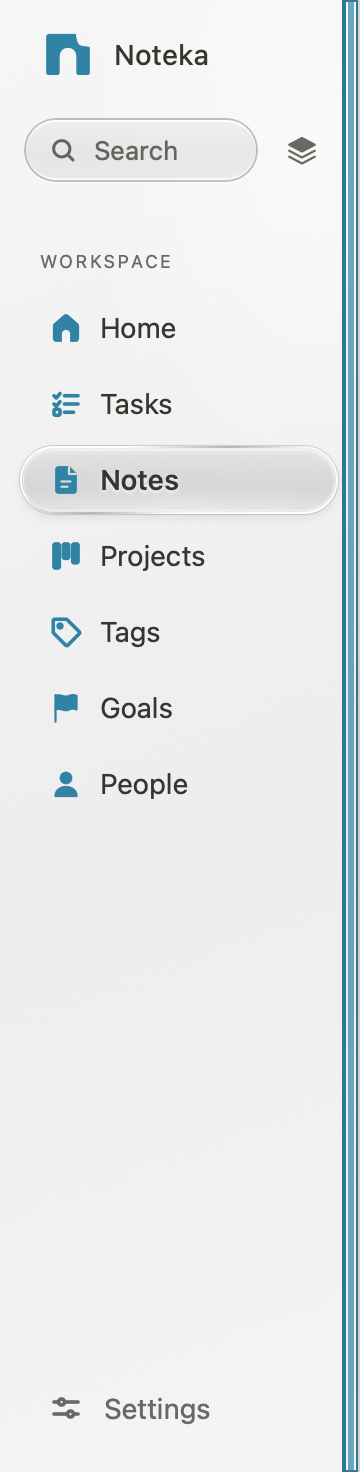 Noteka
Search
WORKSPACE
Home
Tasks
Notes
Projects
Tags
Goals
People
Settings